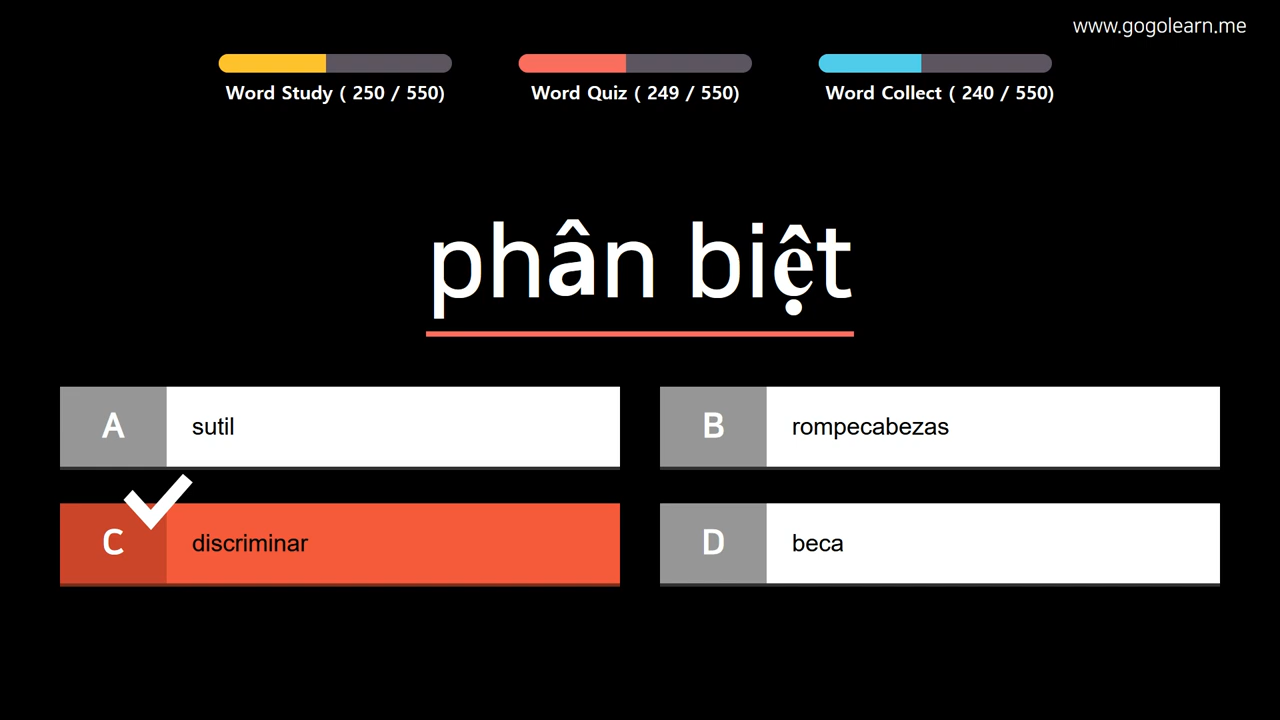 www.gogolearn.me
Word Study ( 250 / 550)
Word Quiz ( 249 / 550)
Word Collect ( 240 / 550)
phân biệt
A sutil
B rompecabezas
C discriminar
D beca